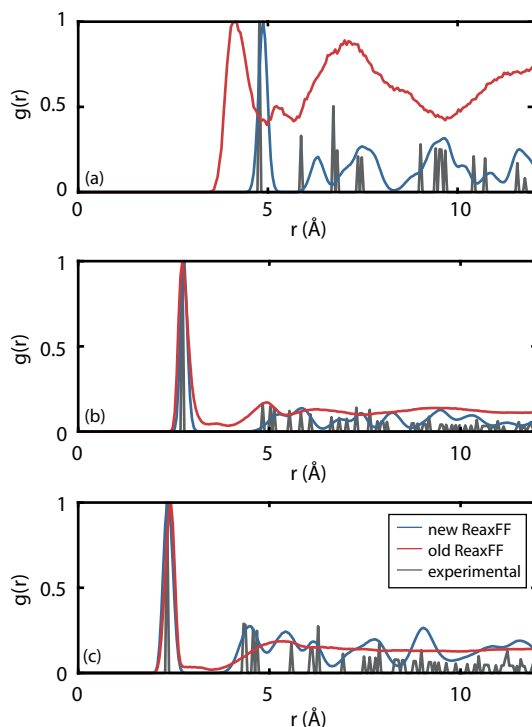 1
g(r)
0.5
(a)
0
0
5
10
r (Å)
1
g(r)
0.5
(b)
0
0
5
10
r (Å)
1
new ReaxFF
old ReaxFF
experimental
g(r)
0.5
(c)
0
0
5
10
r (Å)